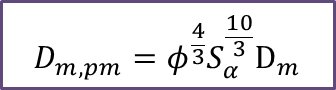 D_{m,pm} = ϕ^{4/3} S_α^{10/3} D_m